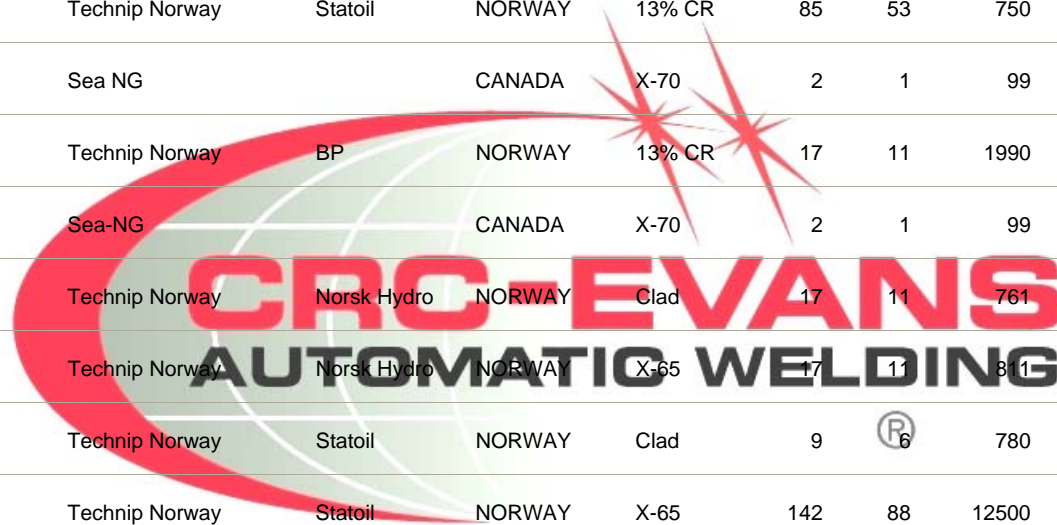 Technip Norway Statoil NORWAY 13% CR 85 53 750
Sea NG CANADA X-70 2 1 99
Technip Norway BP NORWAY 13% CR 17 11 1990
Sea-NG CANADA X-70 2 1 99
CRC-EVANS
Technip Norway Norsk Hydro NORWAY Clad 17 11 761
AUTOMATIC WELDING
Technip Norway Norsk Hydro NORWAY X-65 17 11 811
®
Technip Norway Statoil NORWAY Clad 9 6 780
Technip Norway Statoil NORWAY X-65 142 88 12500